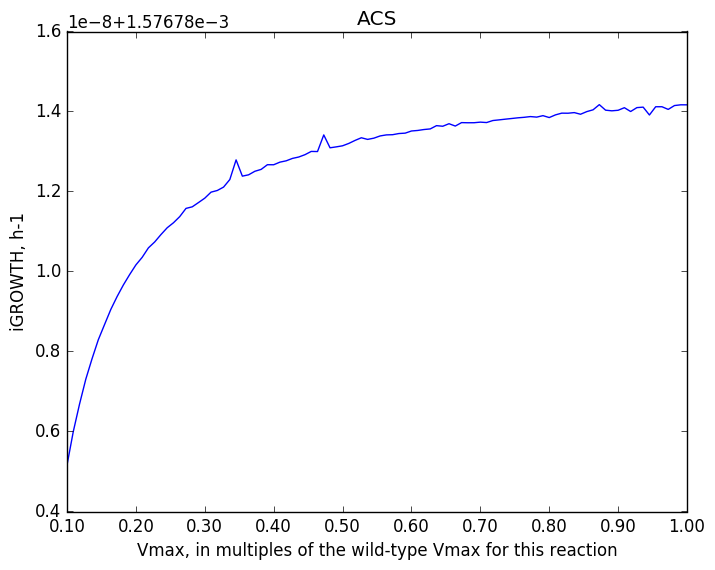 1e−8+1.57678e−3
ACS
1.6
1.4
1.2
1.0
0.8
0.6
0.4
iGROWTH, h-1
0.10 0.20 0.30 0.40 0.50 0.60 0.70 0.80 0.90 1.00
Vmax, in multiples of the wild-type Vmax for this reaction